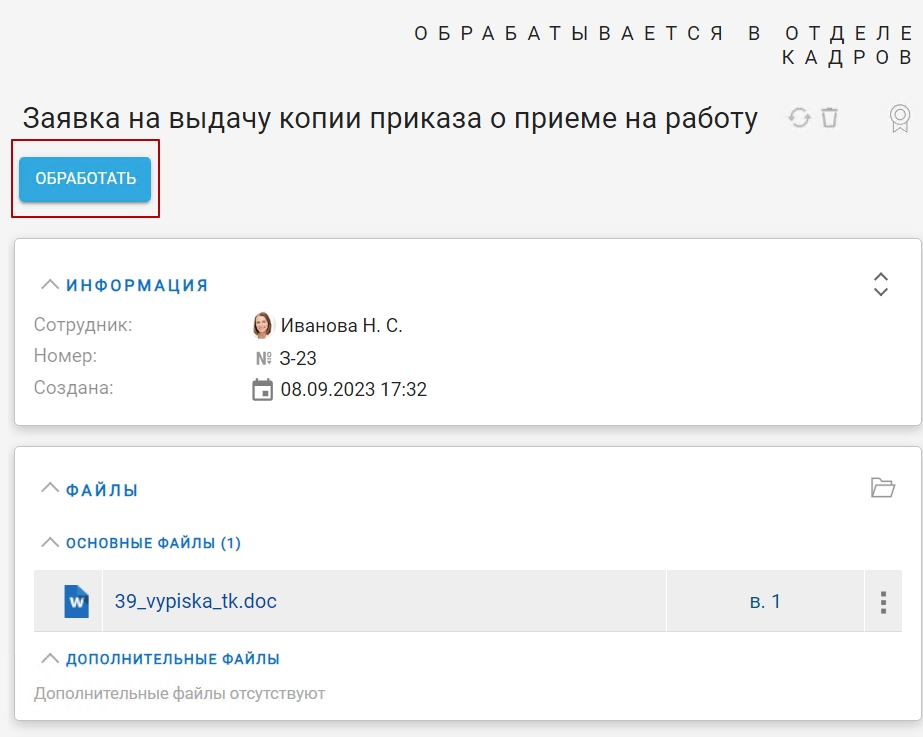 ОБРАБАТЫВАЕТСЯ В ОТДЕЛЕ
КАДРОВ
Заявка на выдачу копии приказа о приеме на работу
ОБРАБОТАТЬ
ИНФОРМАЦИЯ
Сотрудник: Иванова Н. С.
Номер: № З-23
Создана: 08.09.2023 17:32
ФАЙЛЫ
ОСНОВНЫЕ ФАЙЛЫ (1)
W 39_vypiska_tk.doc в. 1
ДОПОЛНИТЕЛЬНЫЕ ФАЙЛЫ
Дополнительные файлы отсутствуют